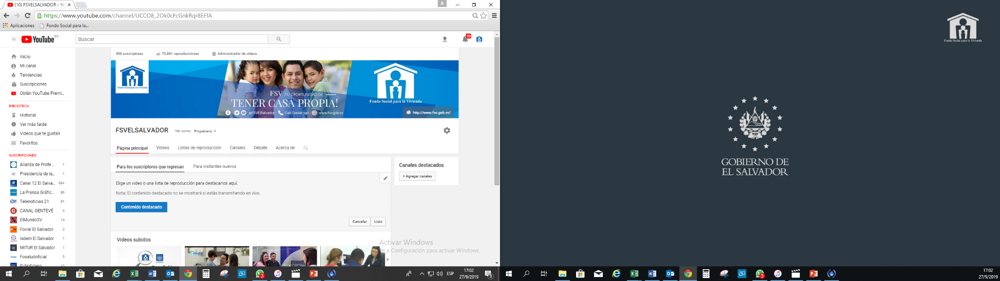 (10) FSVELSALVADOR - Yo
https://www.youtube.com/channel/UCCO8_2Ok0cFcGnkRqr8EFfA
Aplicaciones
Fondo Social para la...
YouTube SV
Buscar
10
Inicio
Mi canal
Tendencias
Suscripciones
Obtén YouTube Premi...
BIBLIOTECA
Historial
Ver más tarde
Videos que te gustan
Favoritos
SUSCRIPCIONES
Alianza de Profe... 1
Presidencia de la... 1
Canal 12 El Salva... 99+
La Prensa Gráfic... 86
Telenoticias 21 81
CANAL GENTEVÉ 4
ElMundoSV 14
Fovial El Salvador 2
Isdem El Salvador 1
MITUR El Salvador 1
Fosaludoficial 3
El Noticiero 42
450 suscriptores
70,881 reproducciones
Administrador de videos
Fondo Social para la Vivienda
FSV ¡TU OPORTUNIDAD DE
TENER CASA PROPIA!
@FSVElSalvador Call Center 190 www.fsv.gob.sv
Fondo Social para la Vivienda
http://www.fsv.gob.sv/
FSVELSALVADOR
Ver como: Propietario
Página principal Videos Listas de reproducción Canales Debate Acerca de
Para los suscriptores que regresan Para visitantes nuevos
Elige un video o una lista de reproducción para destacarlos aquí.
Nota: El contenido destacado no se mostrará si estás transmitiendo en vivo.
Contenido destacado
Cancelar Listo
Canales destacados
+ Agregar canales
Videos subidos
Activar Windows
Ve a Configuración para activar Windows.
3
ESP
17:02
27/9/2019
3
Fondo Social para la Vivienda
GOBIERNO DE
EL SALVADOR
3
17:02
27/9/2019